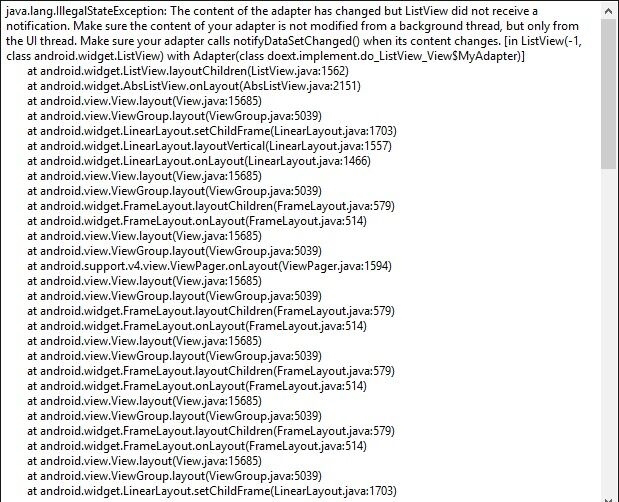 java.lang.IllegalStateException: The content of the adapter has changed but ListView did not receive a
notification. Make sure the content of your adapter is not modified from a background thread, but only from
the UI thread. Make sure your adapter calls notifyDataSetChanged() when its content changes. [in ListView(-1,
class android.widget.ListView) with Adapter(class doext.implement.do_ListView_View$MyAdapter)]
at android.widget.ListView.layoutChildren(ListView.java:1562)
at android.widget.AbsListView.onLayout(AbsListView.java:2151)
at android.view.View.layout(View.java:15685)
at android.view.ViewGroup.layout(ViewGroup.java:5039)
at android.widget.LinearLayout.setChildFrame(LinearLayout.java:1703)
at android.widget.LinearLayout.layoutVertical(LinearLayout.java:1557)
at android.widget.LinearLayout.onLayout(LinearLayout.java:1466)
at android.view.View.layout(View.java:15685)
at android.view.ViewGroup.layout(ViewGroup.java:5039)
at android.widget.FrameLayout.layoutChildren(FrameLayout.java:579)
at android.widget.FrameLayout.onLayout(FrameLayout.java:514)
at android.view.View.layout(View.java:15685)
at android.view.ViewGroup.layout(ViewGroup.java:5039)
at android.support.v4.view.ViewPager.onLayout(ViewPager.java:1594)
at android.view.View.layout(View.java:15685)
at android.view.ViewGroup.layout(ViewGroup.java:5039)
at android.widget.FrameLayout.layoutChildren(FrameLayout.java:579)
at android.widget.FrameLayout.onLayout(FrameLayout.java:514)
at android.view.View.layout(View.java:15685)
at android.view.ViewGroup.layout(ViewGroup.java:5039)
at android.widget.FrameLayout.layoutChildren(FrameLayout.java:579)
at android.widget.FrameLayout.onLayout(FrameLayout.java:514)
at android.view.View.layout(View.java:15685)
at android.view.ViewGroup.layout(ViewGroup.java:5039)
at android.widget.FrameLayout.layoutChildren(FrameLayout.java:579)
at android.widget.FrameLayout.onLayout(FrameLayout.java:514)
at android.view.View.layout(View.java:15685)
at android.view.ViewGroup.layout(ViewGroup.java:5039)
at android.widget.LinearLayout.setChildFrame(LinearLayout.java:1703)